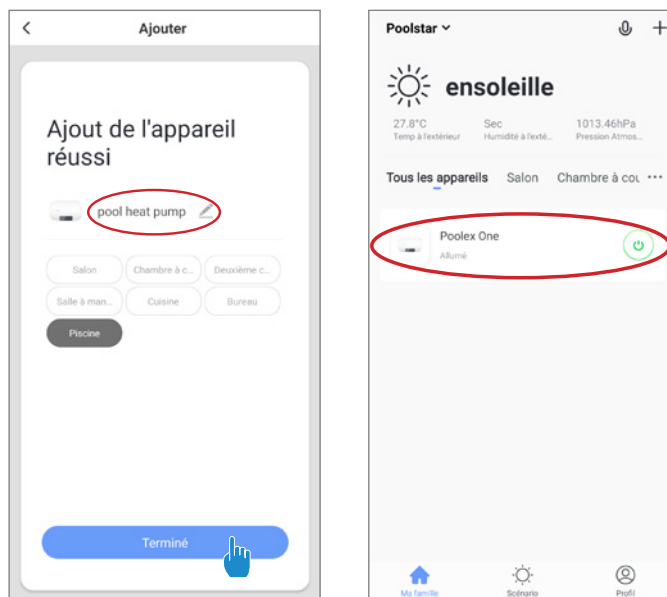 Ajouter
Ajout de l'appareil
réussi
pool heat pump
Salon
Chambre à c...
Deuxième c...
Salle à man...
Cuisine
Bureau
Piscine
Terminé
Poolstar
ensoleille
27.8°C
Sec
1013.46hPa
Temp à l'extérieur
Humidité à l'exté...
Pression Atmos...
Tous les appareils
Salon
Chambre à cou
Poolex One
Allumé
Ma famille
Scénario
Profil